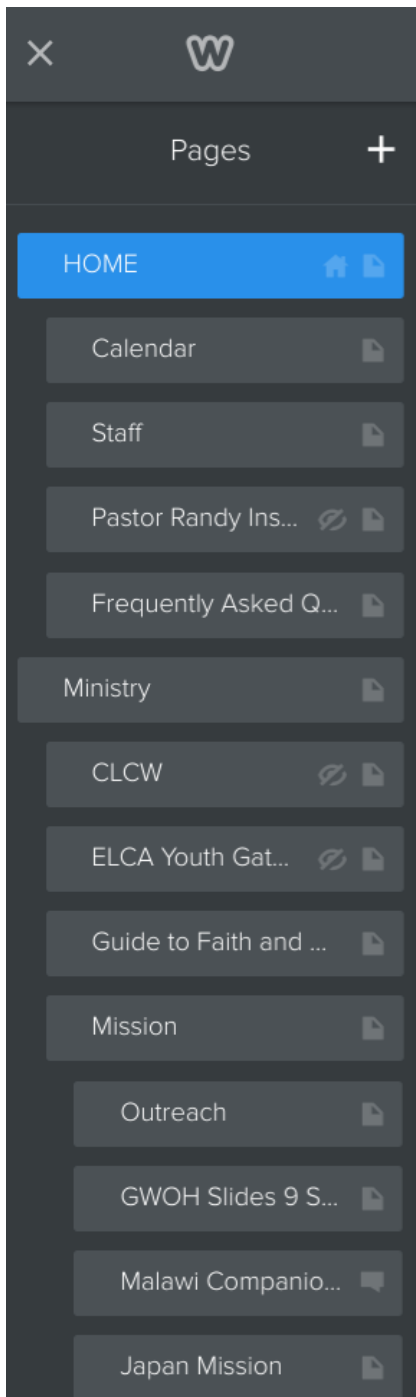 Pages
HOME
Calendar
Staff
Pastor Randy Ins...
Frequently Asked Q...
Ministry
CLCW
ELCA Youth Gat...
Guide to Faith and ...
Mission
Outreach
GWOH Slides 9 S...
Malawi Companio...
Japan Mission